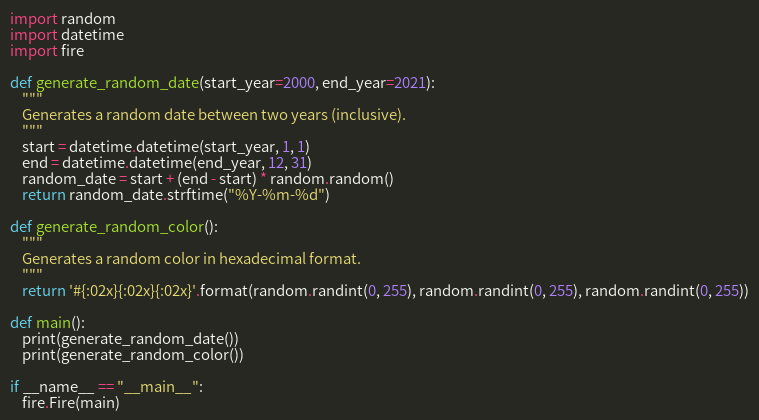 import random
import datetime
import fire

def generate_random_date(start_year=2000, end_year=2021):
    """
    Generates a random date between two years (inclusive).
    """
    start = datetime.datetime(start_year, 1, 1)
    end = datetime.datetime(end_year, 12, 31)
    random_date = start + (end - start) * random.random()
    return random_date.strftime("%Y-%m-%d")

def generate_random_color():
    """
    Generates a random color in hexadecimal format.
    """
    return '#{:02x}{:02x}{:02x}'.format(random.randint(0, 255), random.randint(0, 255), random.randint(0, 255))

def main():
    print(generate_random_date())
    print(generate_random_color())

if __name__ == "__main__":
    fire.Fire(main)